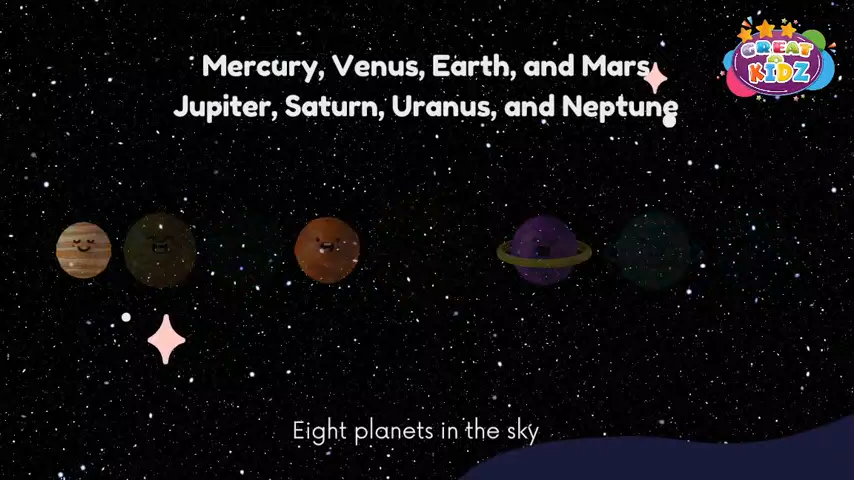 Mercury, Venus, Earth, and Mars
Jupiter, Saturn, Uranus, and Neptune
GREAT
KIDZ
Eight planets in the sky